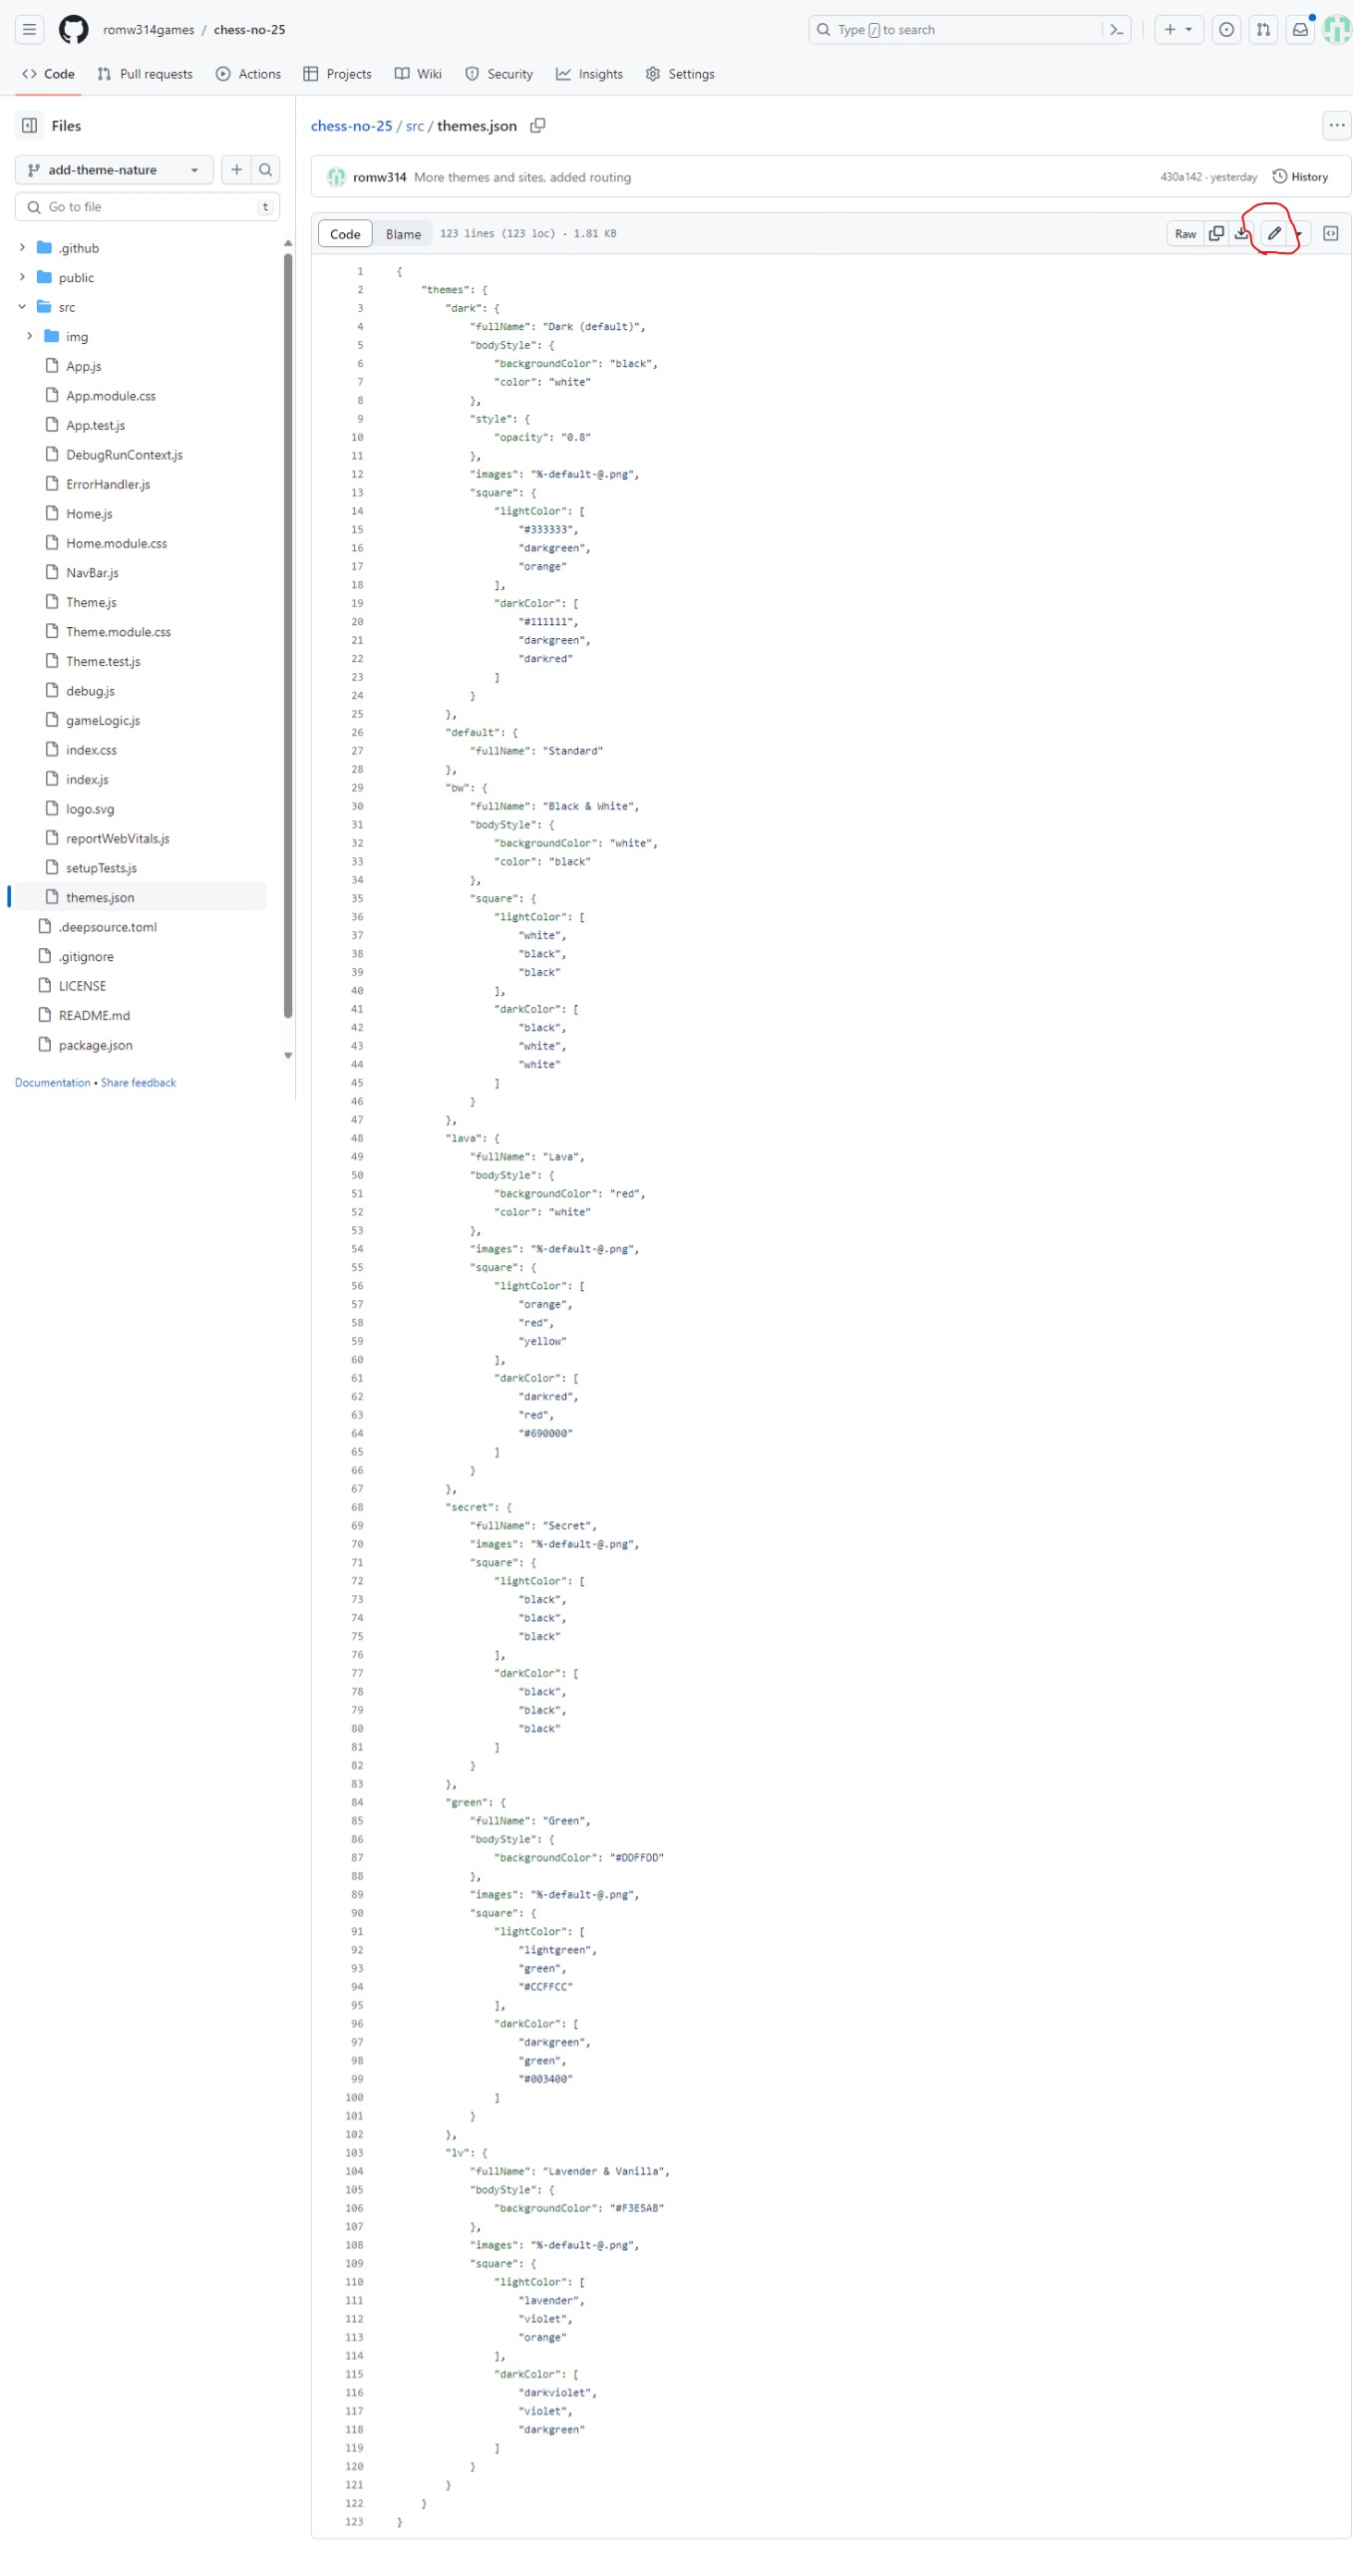 romw314games / chess-no-25
Type / to search
Code
Pull requests
Actions
Projects
Wiki
Security
Insights
Settings
Files
add-theme-nature
Go to file
t
.github
public
src
img
App.js
App.module.css
App.test.js
DebugRunContext.js
ErrorHandler.js
Home.js
Home.module.css
NavBar.js
Theme.js
Theme.module.css
Theme.test.js
debug.js
gameLogic.js
index.css
index.js
logo.svg
reportWebVitals.js
setupTests.js
themes.json
.deepsource.toml
.gitignore
LICENSE
README.md
package.json
Documentation • Share feedback
chess-no-25 / src / themes.json
romw314 More themes and sites, added routing
430a142 · yesterday
History
Code
Blame
123 lines (123 loc) · 1.81 KB
Raw
1 {
2 "themes": {
3 "dark": {
4 "fullName": "Dark (default)",
5 "bodyStyle": {
6 "backgroundColor": "black",
7 "color": "white"
8 },
9 "style": {
10 "opacity": "0.8"
11 },
12 "images": "%-default-@.png",
13 "square": {
14 "lightColor": [
15 "#333333",
16 "darkgreen",
17 "orange"
18 ],
19 "darkColor": [
20 "#111111",
21 "darkgreen",
22 "darkred"
23 ]
24 }
25 },
26 "default": {
27 "fullName": "Standard"
28 },
29 "bw": {
30 "fullName": "Black & White",
31 "bodyStyle": {
32 "backgroundColor": "white",
33 "color": "black"
34 },
35 "square": {
36 "lightColor": [
37 "white",
38 "black",
39 "black"
40 ],
41 "darkColor": [
42 "black",
43 "white",
44 "white"
45 ]
46 }
47 },
48 "lava": {
49 "fullName": "Lava",
50 "bodyStyle": {
51 "backgroundColor": "red",
52 "color": "white"
53 },
54 "images": "%-default-@.png",
55 "square": {
56 "lightColor": [
57 "orange",
58 "red",
59 "yellow"
60 ],
61 "darkColor": [
62 "darkred",
63 "red",
64 "#690000"
65 ]
66 }
67 },
68 "secret": {
69 "fullName": "Secret",
70 "images": "%-default-@.png",
71 "square": {
72 "lightColor": [
73 "black",
74 "black",
75 "black"
76 ],
77 "darkColor": [
78 "black",
79 "black",
80 "black"
81 ]
82 }
83 },
84 "green": {
85 "fullName": "Green",
86 "bodyStyle": {
87 "backgroundColor": "#DDFFDD"
88 },
89 "images": "%-default-@.png",
90 "square": {
91 "lightColor": [
92 "lightgreen",
93 "green",
94 "#CCFFCC"
95 ],
96 "darkColor": [
97 "darkgreen",
98 "green",
99 "#003400"
100 ]
101 }
102 },
103 "lv": {
104 "fullName": "Lavender & Vanilla",
105 "bodyStyle": {
106 "backgroundColor": "#F3E5AB"
107 },
108 "images": "%-default-@.png",
109 "square": {
110 "lightColor": [
111 "lavender",
112 "violet",
113 "orange"
114 ],
115 "darkColor": [
116 "darkviolet",
117 "violet",
118 "darkgreen"
119 ]
120 }
121 }
122 }
123 }